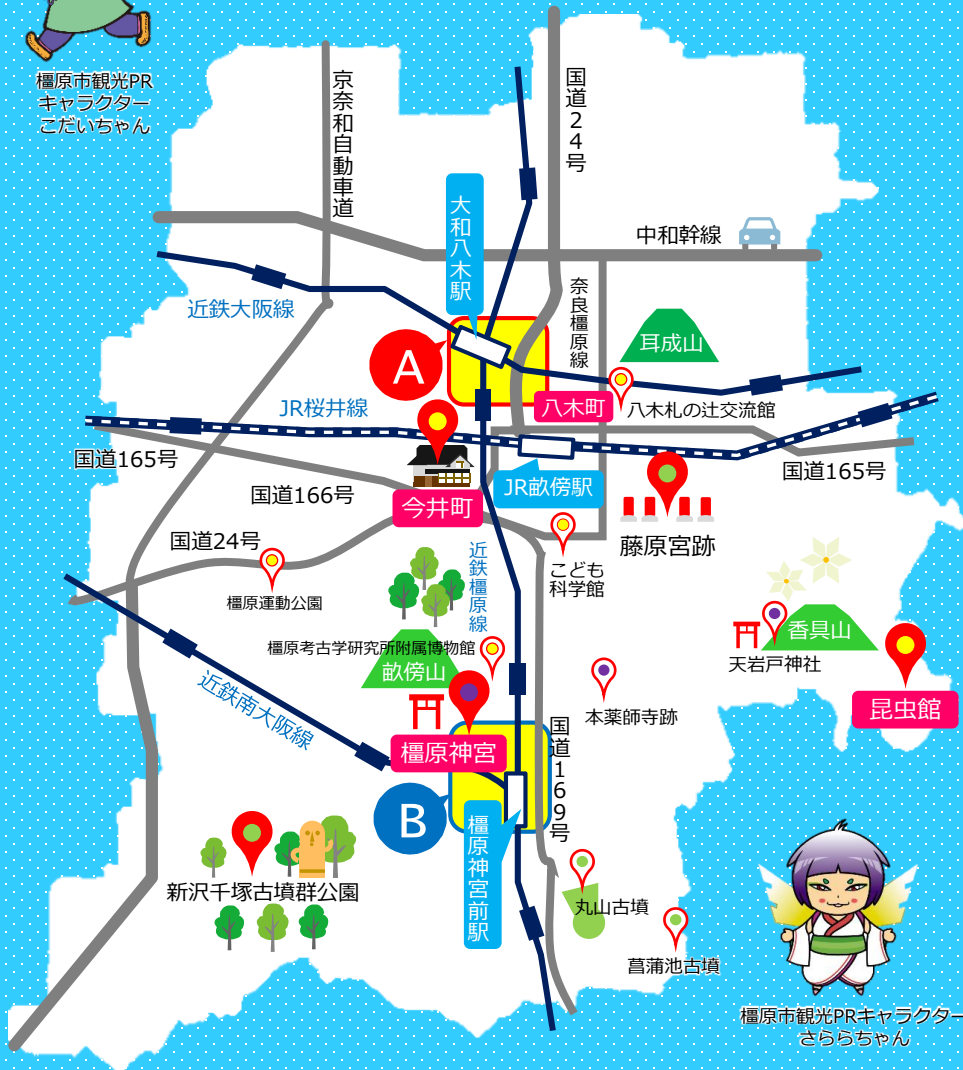 橿原市観光PR
キャラクター
こだいちゃん
京奈和自動車道
国道24号
大和八木駅
中和幹線
近鉄大阪線
奈良橿原線
耳成山
A
八木町
八木札の辻交流館
JR桜井線
国道165号
国道165号
国道166号
JR畝傍駅
今井町
藤原宮跡
国道24号
こども
科学館
近鉄橿原線
橿原運動公園
香具山
橿原考古学研究所附属博物館
天岩戸神社
畝傍山
昆虫館
近鉄南大阪線
本薬師寺跡
橿原神宮
国道169号
B
橿原神宮前駅
新沢千塚古墳群公園
丸山古墳
菖蒲池古墳
橿原市観光PRキャラクター
さららちゃん